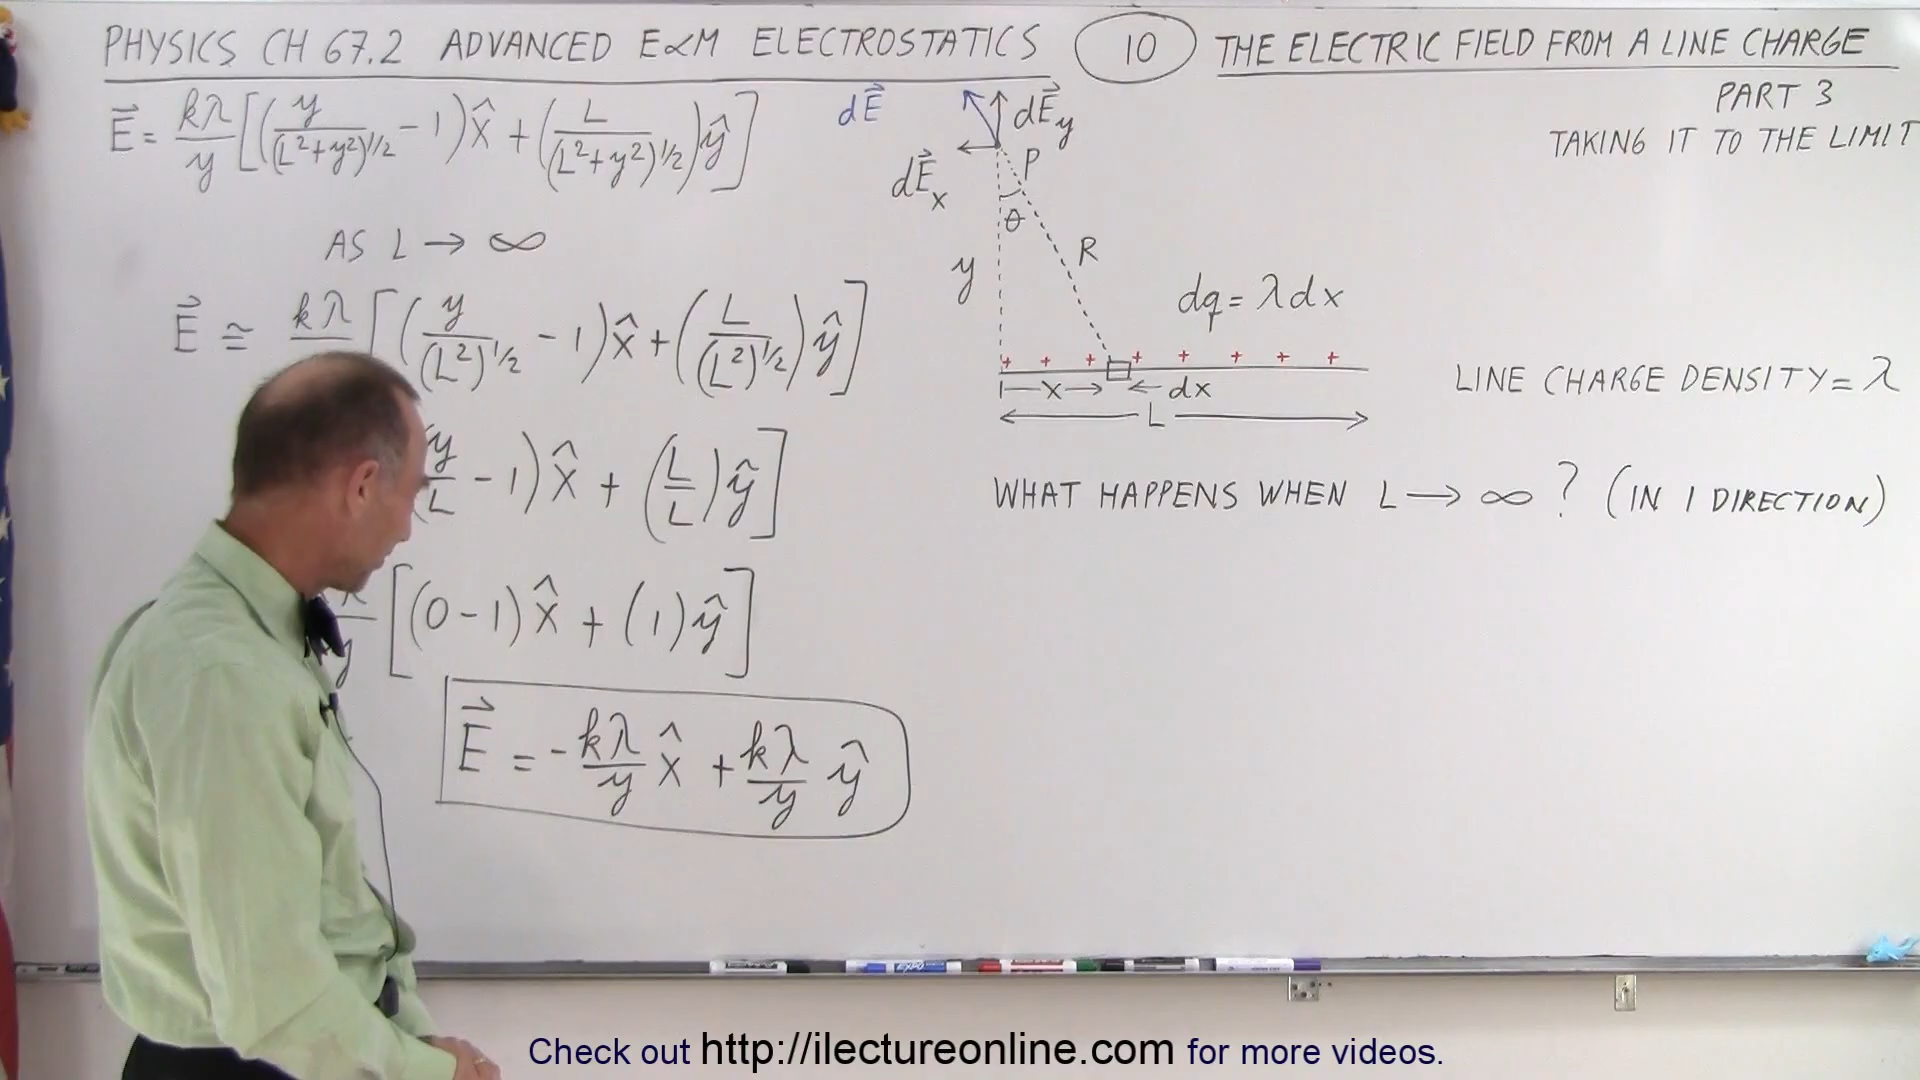 PHYSICS CH 67.2 ADVANCED E∝M ELECTROSTATICS 10 THE ELECTRIC FIELD FROM A LINE CHARGE
PART 3
TAKING IT TO THE LIMIT
E⃗ = kλ/y [(y/(L²+y²)^1/2 - 1) x̂ + (L/(L²+y²)^1/2) ŷ]
AS L → ∞
E⃗ ≅ kλ [(y/(L²)^1/2 - 1) x̂ + (L/(L²)^1/2) ŷ]
y/L - 1) x̂ + (L/L) ŷ]
y [(0 - 1) x̂ + (1) ŷ]
E⃗ = - kλ/y x̂ + kλ/y ŷ
dE⃗
dE⃗y
dE⃗x
P
θ
y
R
dq = λdx
+ + + + + + + +
x dx
L
LINE CHARGE DENSITY = λ
WHAT HAPPENS WHEN L → ∞ ? (IN 1 DIRECTION)
Check out http://ilectureonline.com for more videos.